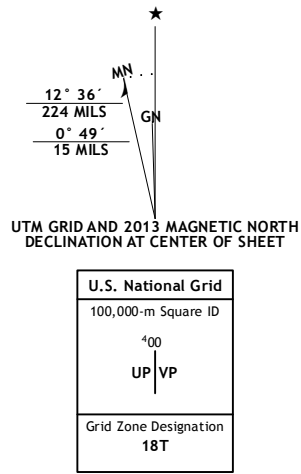 ★
MN
GN
12° 36´
224 MILS
0° 49´
15 MILS
UTM GRID AND 2013 MAGNETIC NORTH
DECLINATION AT CENTER OF SHEET
U.S. National Grid
100,000-m Square ID
⁴00
UP VP
Grid Zone Designation
18T